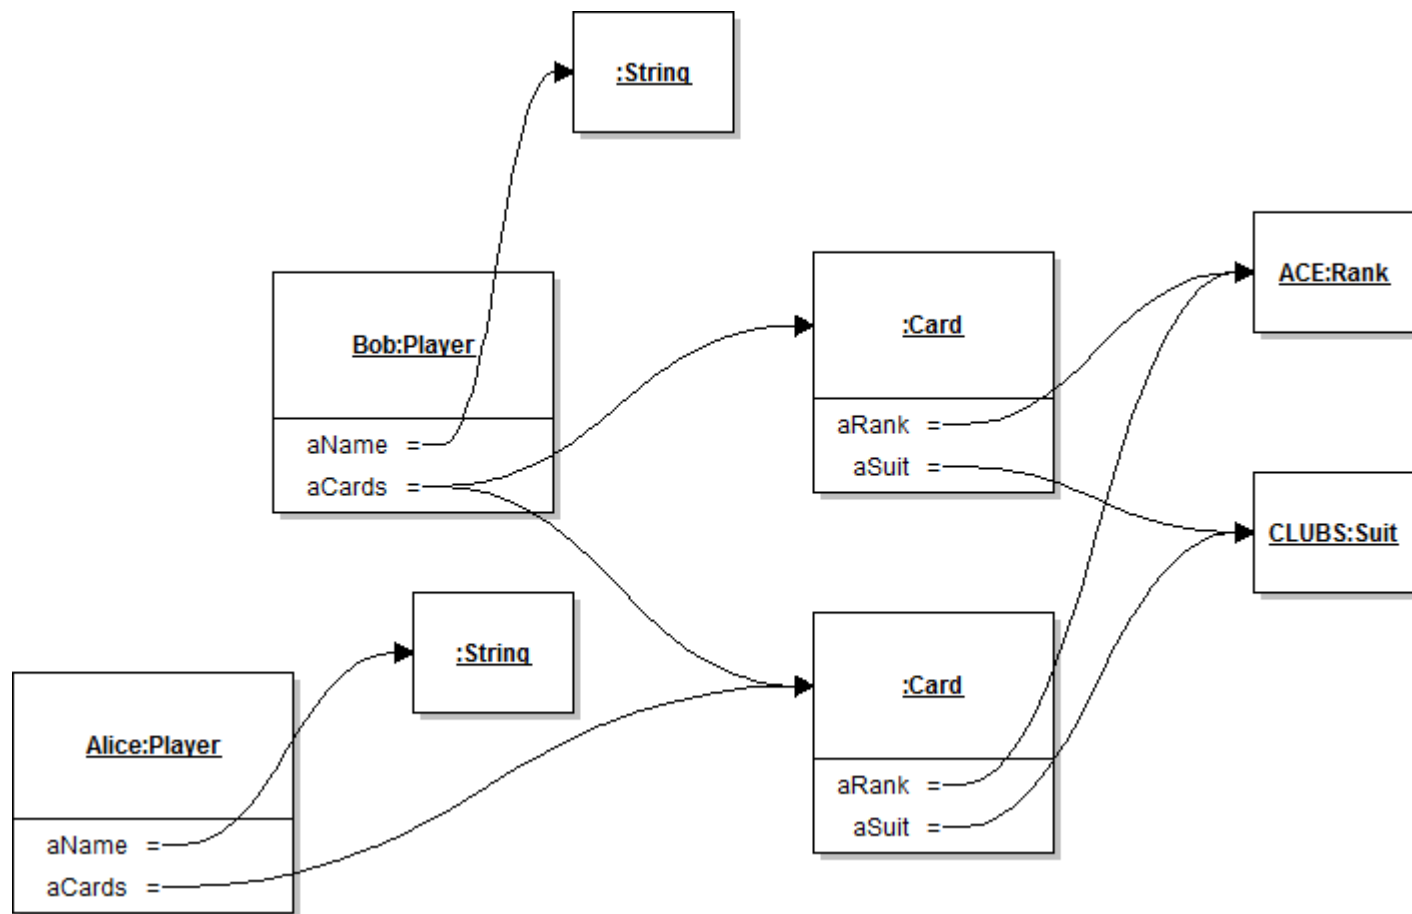 :String
ACE:Rank
Bob:Player
aName =
aCards =
:Card
aRank =
aSuit =
CLUBS:Suit
:String
Alice:Player
aName =
aCards =
:Card
aRank =
aSuit =